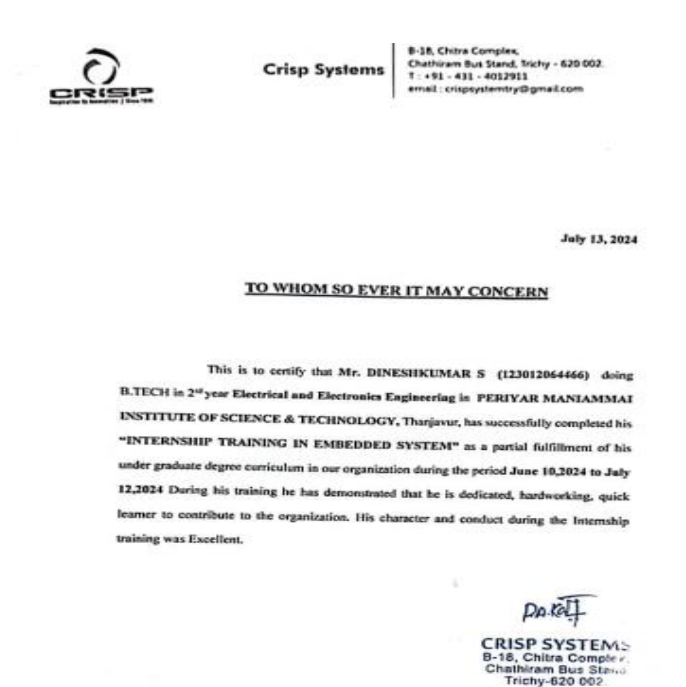 CRISP
Inspiration to Innovation | Since 1996
Crisp Systems
B-18, Chitra Complex,
Chathiram Bus Stand, Trichy - 620 002.
T : +91 - 431 - 4012911
email : crispsystemtry@gmail.com
July 13, 2024
TO WHOM SO EVER IT MAY CONCERN
This is to certify that Mr. DINESHKUMAR S (123012064466) doing
B.TECH in 2nd year Electrical and Electronics Engineering in PERIYAR MANIAMMAI
INSTITUTE OF SCIENCE & TECHNOLOGY, Thanjavur, has successfully completed his
“INTERNSHIP TRAINING IN EMBEDDED SYSTEM” as a partial fulfillment of his
under graduate degree curriculum in our organization during the period June 10,2024 to July
12,2024 During his training he has demonstrated that he is dedicated, hardworking, quick
learner to contribute to the organization. His character and conduct during the Internship
training was Excellent.
CRISP SYSTEMS
B-18, Chitra Complex,
Chathiram Bus Stand
Trichy-620 002.